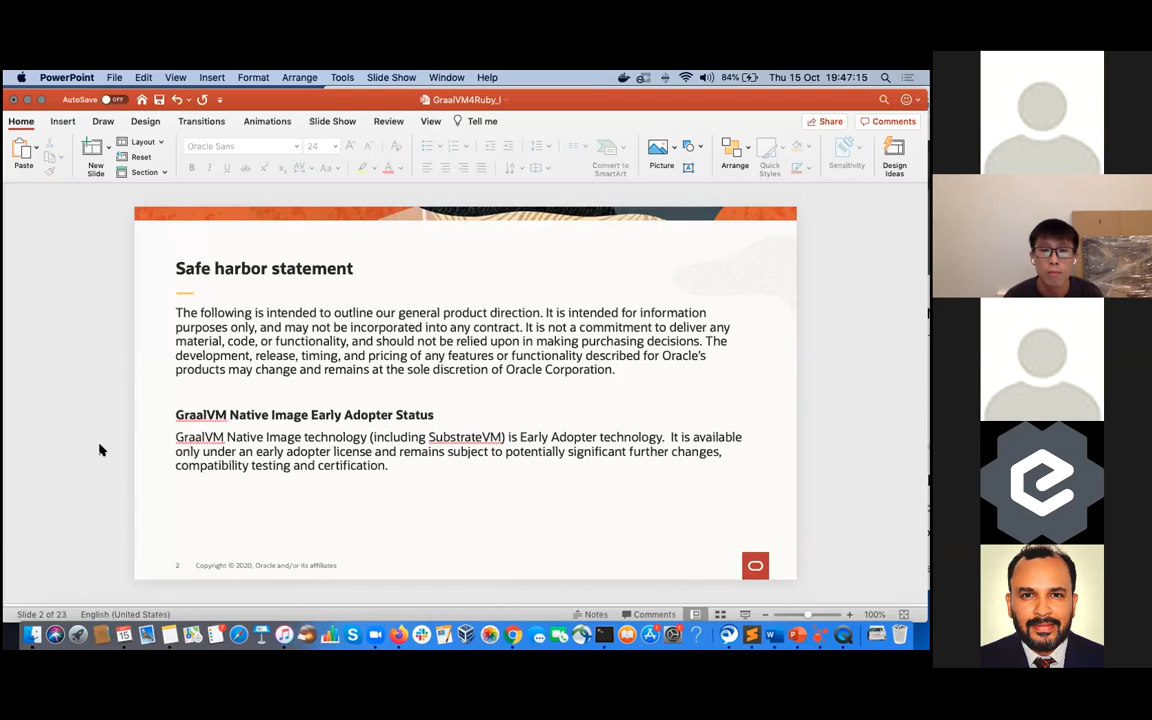 PowerPoint File Edit View Insert Format Arrange Tools Slide Show Window Help 84% Thu 15 Oct 19:47:15
AutoSave OFF GraalVM4Ruby_I
Home Insert Draw Design Transitions Animations Slide Show Review View Tell me Share Comments
Paste New Slide Layout Reset Section Oracle Sans 24 Convert to SmartArt Picture Arrange Quick Styles Sensitivity Design Ideas
Safe harbor statement
The following is intended to outline our general product direction. It is intended for information
purposes only, and may not be incorporated into any contract. It is not a commitment to deliver any
material, code, or functionality, and should not be relied upon in making purchasing decisions. The
development, release, timing, and pricing of any features or functionality described for Oracle's
products may change and remains at the sole discretion of Oracle Corporation.
GraalVM Native Image Early Adopter Status
GraalVM Native Image technology (including SubstrateVM) is Early Adopter technology. It is available
only under an early adopter license and remains subject to potentially significant further changes,
compatibility testing and certification.
2 Copyright © 2020, Oracle and/or its affiliates
Slide 2 of 23 English (United States) Notes Comments 100%